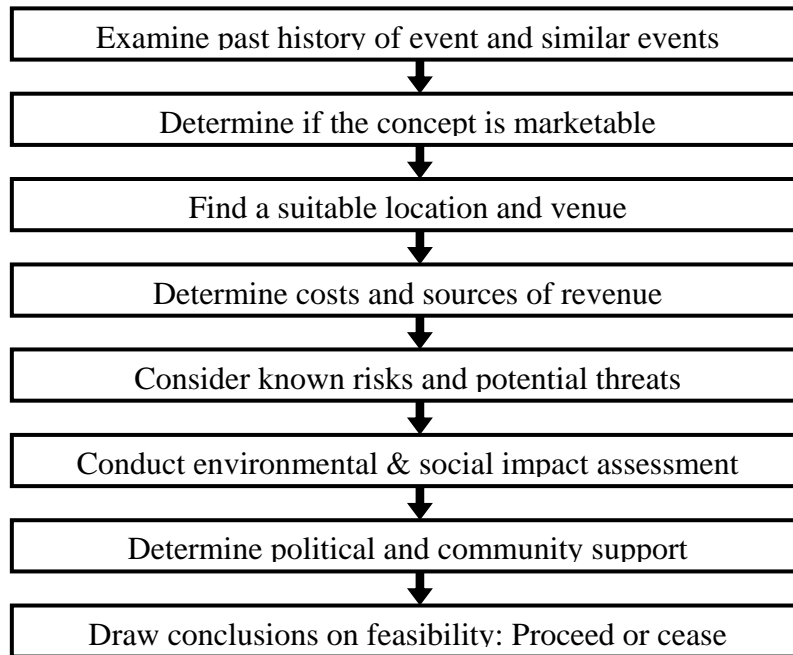 Examine past history of event and similar events
Determine if the concept is marketable
Find a suitable location and venue
Determine costs and sources of revenue
Consider known risks and potential threats
Conduct environmental & social impact assessment
Determine political and community support
Draw conclusions on feasibility: Proceed or cease